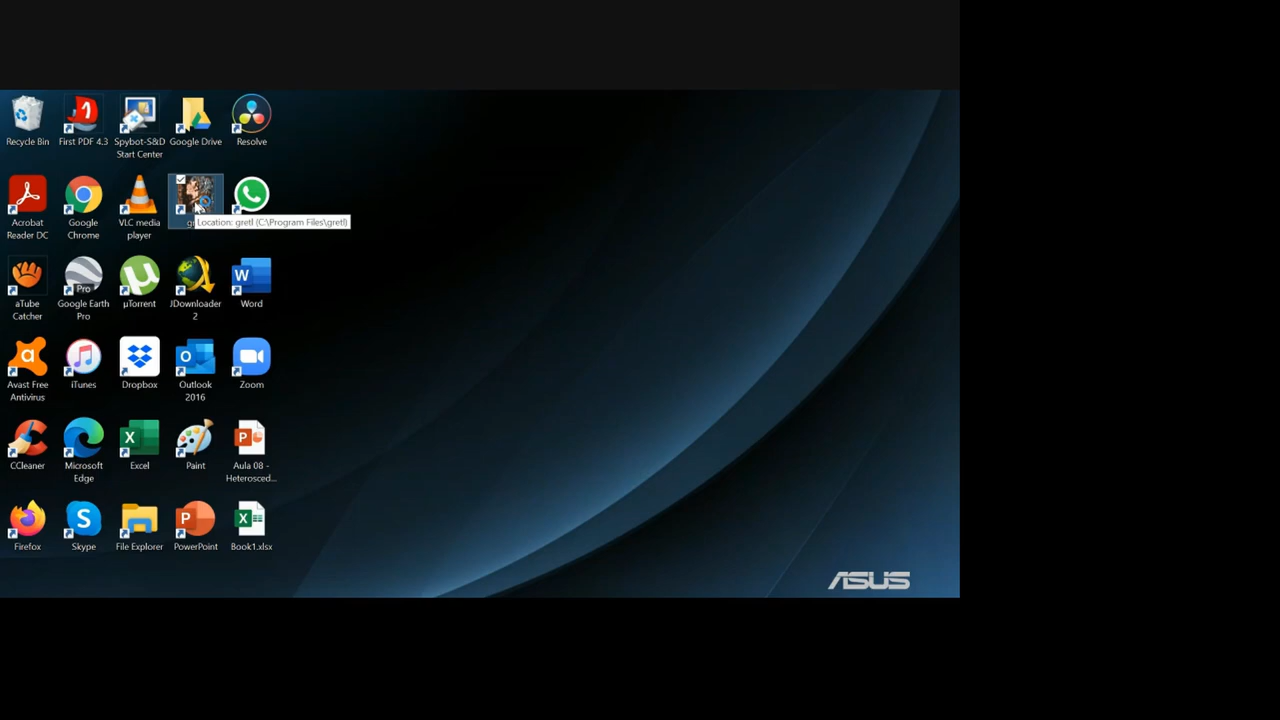 Recycle Bin
First PDF 4.3
Spybot-S&D
Start Center
Google Drive
Resolve
Acrobat
Reader DC
Google
Chrome
VLC media
player
Location: gretl (C:\Program Files\gretl)
aTube
Catcher
Pro
Google Earth
Pro
µTorrent
JDownloader
2
Word
Avast Free
Antivirus
iTunes
Dropbox
Outlook
2016
Zoom
CCleaner
Microsoft
Edge
Excel
Paint
Aula 08 -
Heterosced...
Firefox
Skype
File Explorer
PowerPoint
Book1.xlsx
ASUS